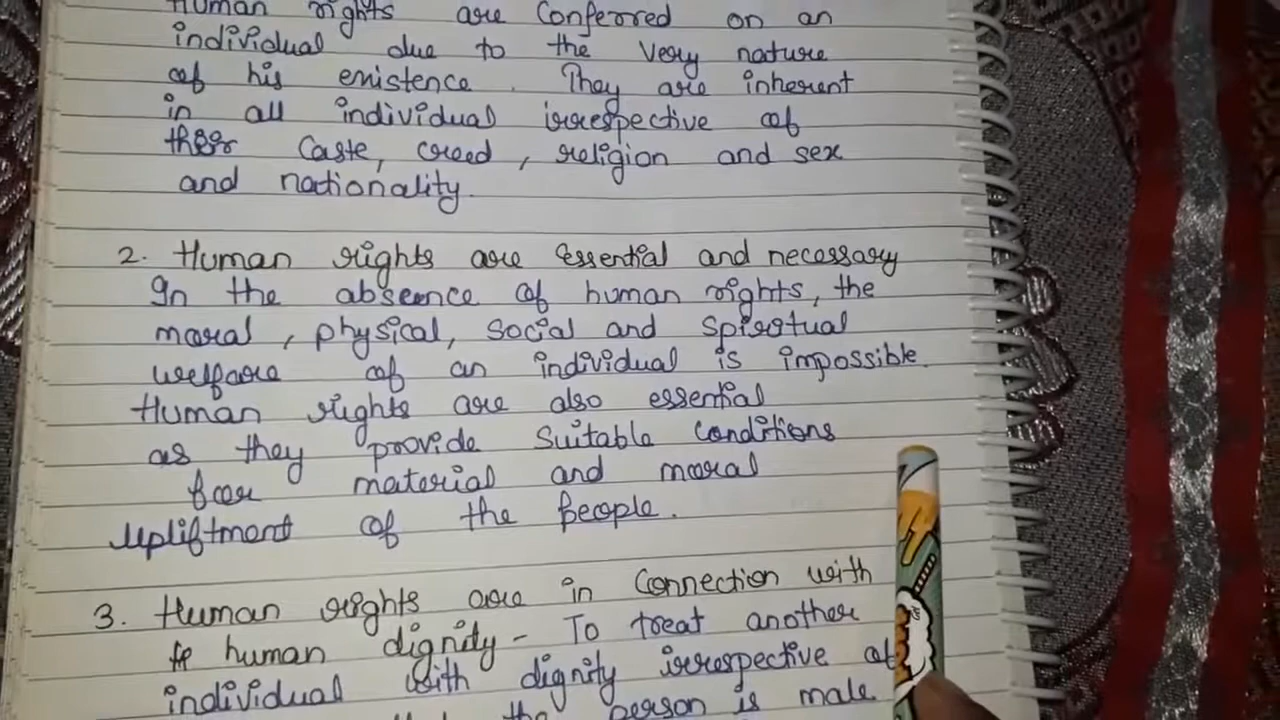 Human rights are conferred on an
individual due to the very nature
of his existence. They are inherent
in all individual irrespective of
their caste, creed, religion and sex
and nationality.
2. Human rights are Essential and necessary
In the absence of human rights, the
moral, physical, social and spiritual
welfare of an individual is impossible.
Human rights are also essential
as they provide suitable conditions
for material and moral
upliftment of the people.
3. Human rights are in connection with
human dignity - To treat another
individual with dignity irrespective of
the person is male